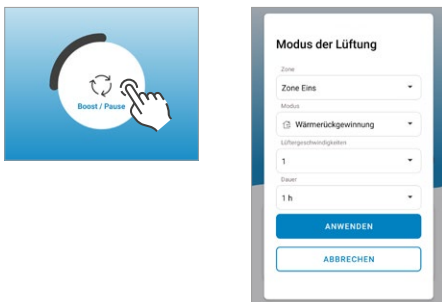 Boost / Pause
Modus der Lüftung
Zone
Zone Eins
Modus
Wärmerückgewinnung
Lüftergeschwindigkeiten
1
Dauer
1 h
ANWENDEN
ABBRECHEN